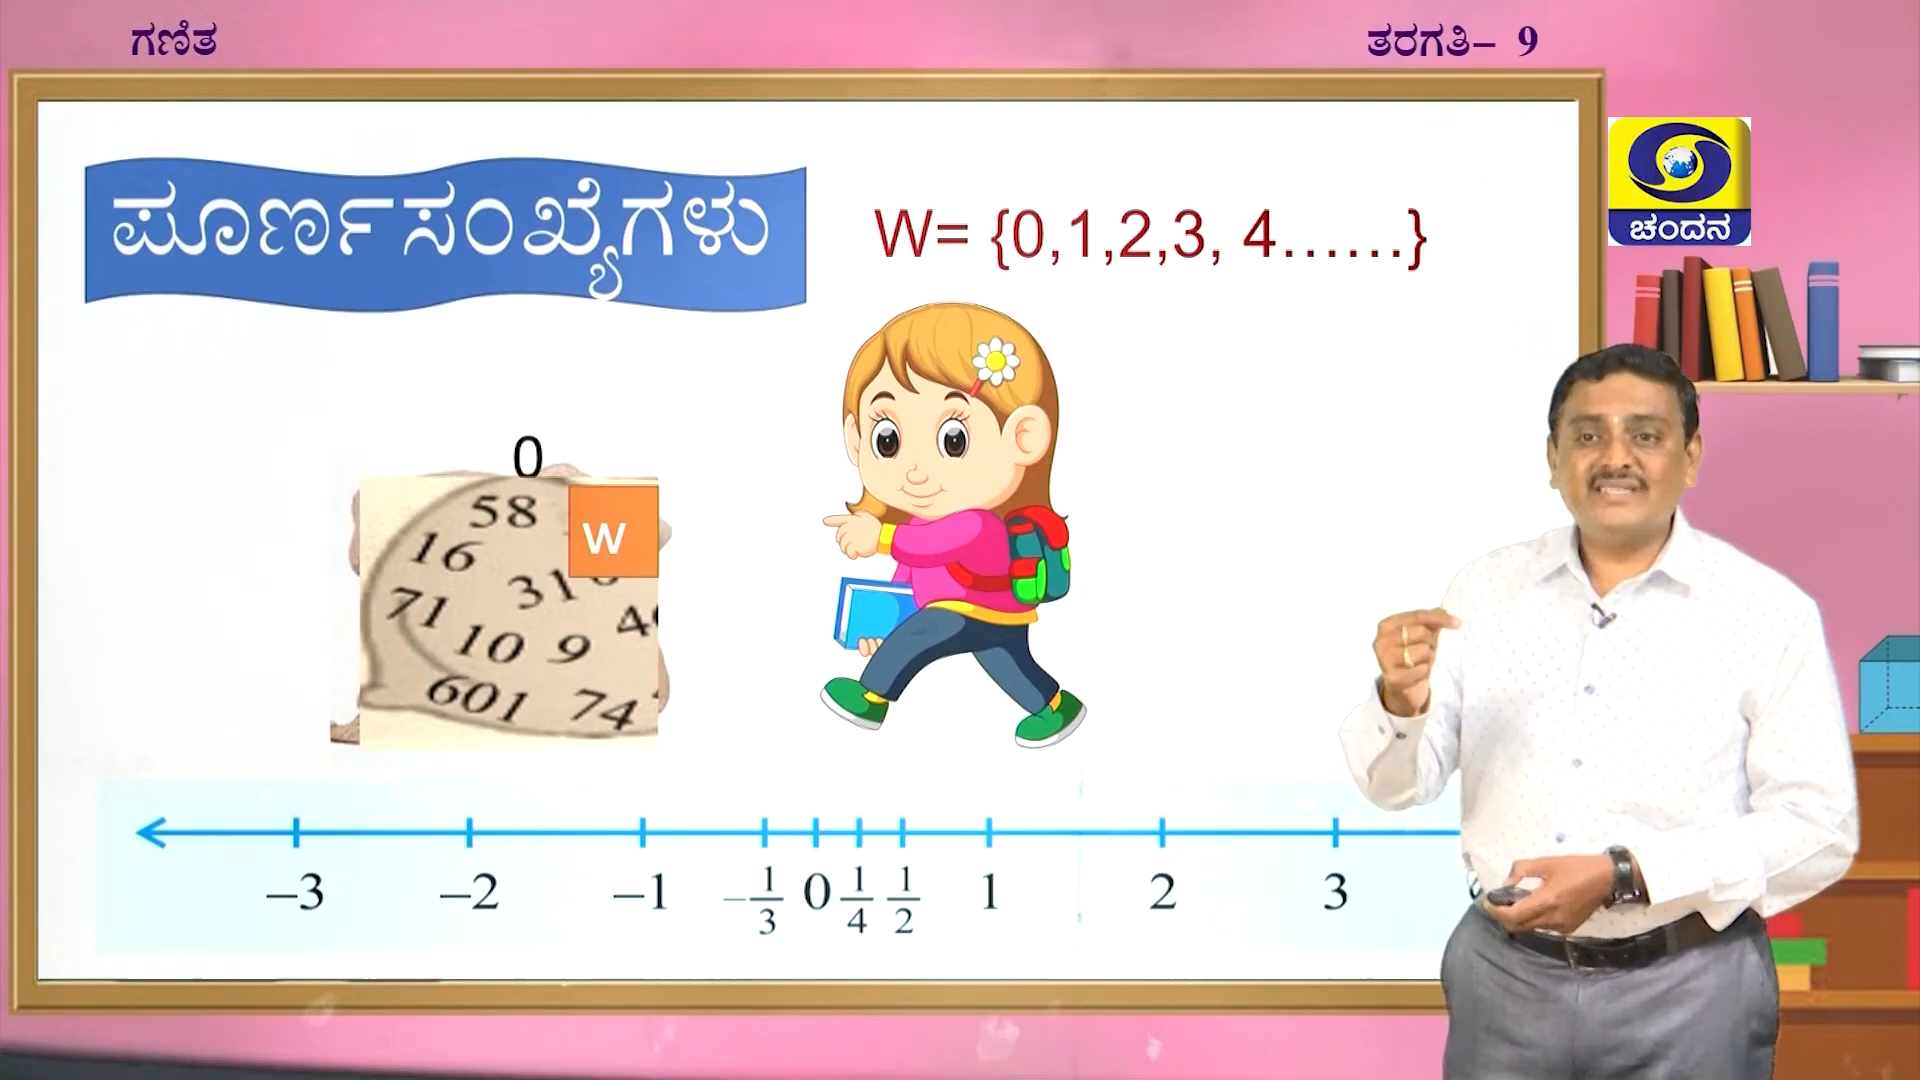 ಗಣಿತ
ತರಗತಿ– 9
ಪೂರ್ಣಸಂಖ್ಯೆಗಳು
W= {0,1,2,3, 4......}
ಚಂದನ
0
58
W
16
31
71
10 9
601 74
–3 –2 –1 -1/3 0 1/4 1/2 1 2 3